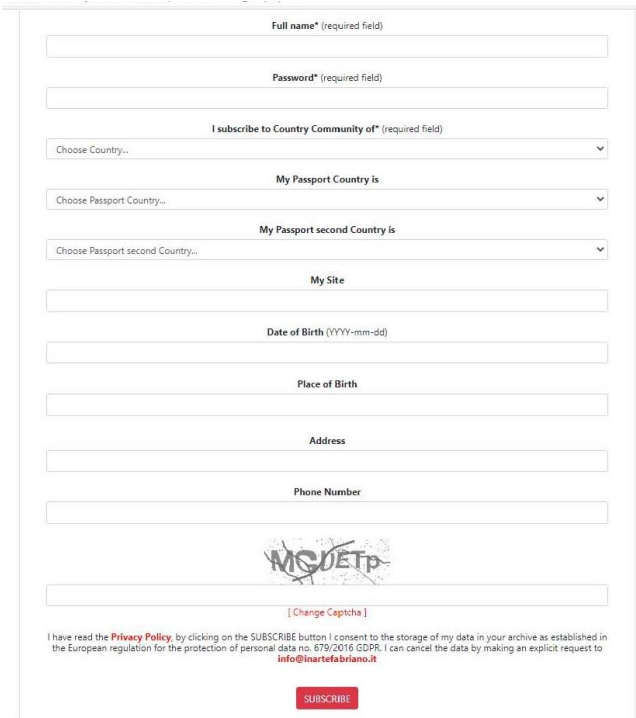 Full name* (required field)
Password* (required field)
I subscribe to Country Community of* (required field)
Choose Country...
My Passport Country is
Choose Passport Country...
My Passport second Country is
Choose Passport second Country...
My Site
Date of Birth (YYYY-mm-dd)
Place of Birth
Address
Phone Number
[ Change Captcha ]
I have read the Privacy Policy, by clicking on the SUBSCRIBE button I consent to the storage of my data in your archive as established in
the European regulation for the protection of personal data no. 679/2016 GDPR. I can cancel the data by making an explicit request to
info@inartefabriano.it
SUBSCRIBE